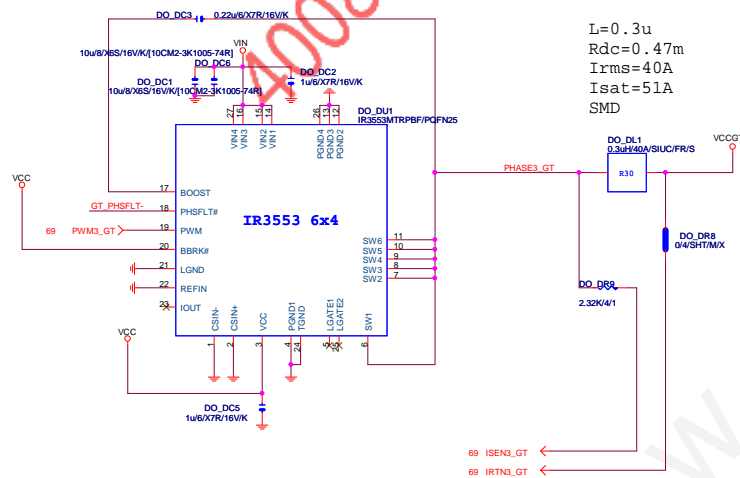 DO_DC3 0.22u/6/X7R/16V/K
L=0.3u
Rdc=0.47m
Irms=40A
Isat=51A
SMD
4008
VIN
10u/8/X6S/16V/K/[10CM2-3K1005-74R]
DO_DC6
DO_DC1
10u/8/X6S/16V/K/[10CM2-3K1005-74R]
DO_DC2
1u/6/X7R/16V/K
DO_DU1
IR3553MTRPBF/PQFN25
27 16 15 14 26 13 12
VIN4 VIN3 VIN2 VIN1 PGND4 PGND3 PGND2
DO_DL1
0.3uH/40A/SIUC/FR/S
VCCGT
PHASE3_GT
R30
VCC
17 BOOST
GT_PHSFLT- 18 PHSFLT#
IR3553 6x4
69 PWM3_GT 19 PWM
20 BBRK#
21 LGND
22 REFIN
23 IOUT
SW6 11
SW5 10
SW4 9
SW3 8
SW2 7
DO_DR8
0/4/SHT/M/X
DO_DR9
2.32K/4/1
CSIN- CSIN+ VCC PGND1 TGND LGATE1 LGATE2 SW1
1 2 3 4 24 5 25 6
VCC
DO_DC5
1u/6/X7R/16V/K
69 ISEN3_GT
69 IRTN3_GT
W